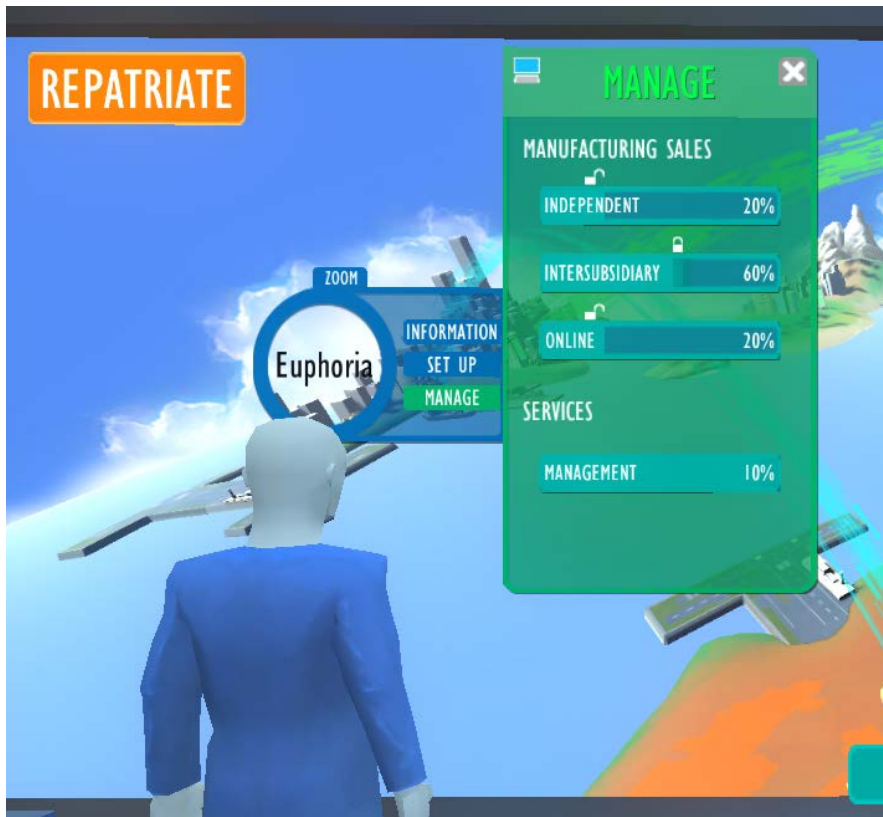 REPATRIATE
MANAGE
MANUFACTURING SALES
INDEPENDENT 20%
INTERSUBSIDIARY 60%
ONLINE 20%
SERVICES
MANAGEMENT 10%
ZOOM
Euphoria
INFORMATION
SET UP
MANAGE